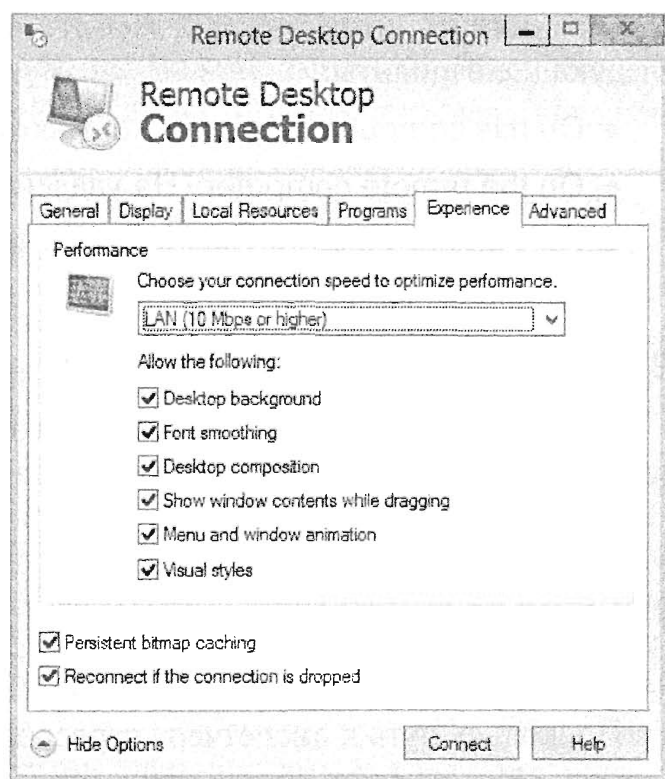 Remote Desktop Connection
Remote Desktop
Connection
General Display Local Resources Programs Experience Advanced
Performance
Choose your connection speed to optimize performance.
LAN (10 Mbps or higher)
Allow the following:
Desktop background
Font smoothing
Desktop composition
Show window contents while dragging
Menu and window animation
Visual styles
Persistent bitmap caching
Reconnect if the connection is dropped
Hide Options Connect Help